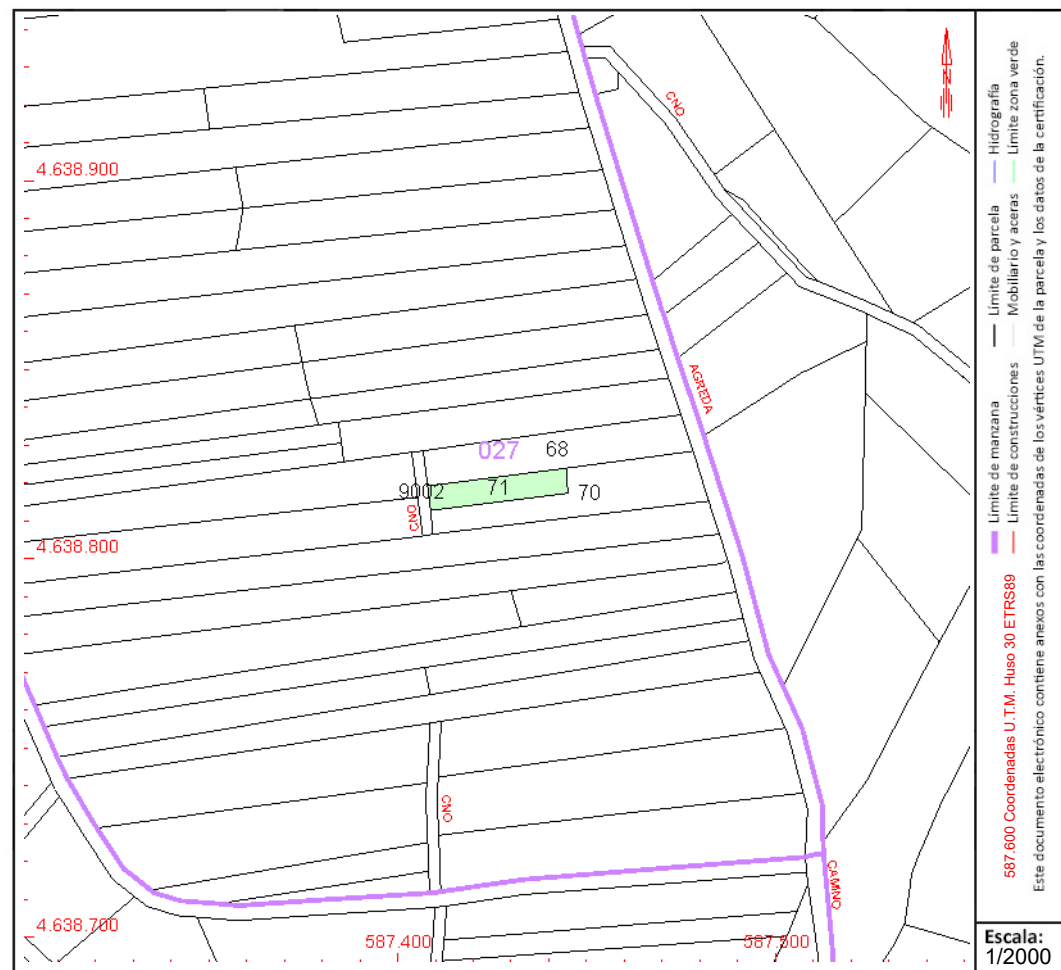 N
CNO
4.638.900
AGREDA
027
68
9002
71
70
CNO
4.638.800
CNO
CAMINO
4.638.700
587.400
587.500
Límite de manzana
Límite de parcela
Hidrografía
Límite de construcciones
Mobiliario y aceras
Límite zona verde
587.600 Coordenadas U.T.M. Huso 30 ETRS89
Este documento electrónico contiene anexos con las coordenadas de los vértices UTM de la parcela y los datos de la certificación.
Escala:
1/2000